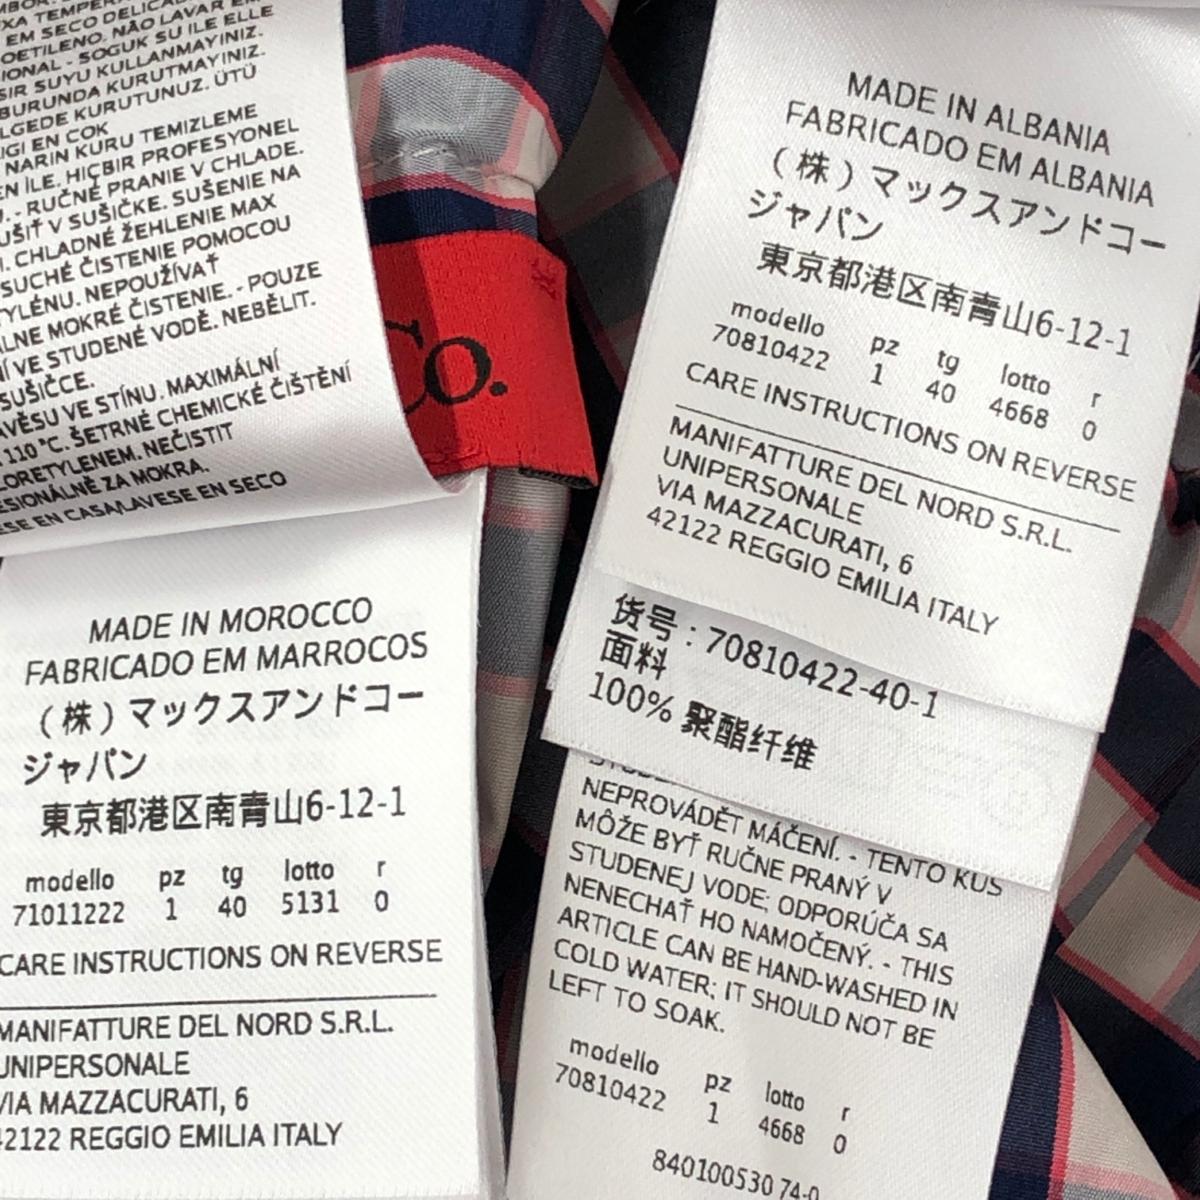 EM SECO DELICADA
OETILENO. NÃO LAVAR EM
SIONAL - SOGUK SU ILE ELLE
SIR SUYU KULLANMAYINIZ.
BURUNDA KURUTMAYINIZ.
LGEDE KURUTUNUZ. ÜTÜ
IGI EN COK
NARIN KURU TEMIZLEME
EN İLE. HIÇBIR PROFESYONEL
- RUČNÉ PRANIE V CHLADE.
UŠIŤ V SUŠIČKE. SUŠENIE NA
. CHLADNÉ ŽEHLENIE MAX
SUCHÉ ČISTENIE POMOCOU
TYLÉNU. NEPOUŽÍVAŤ
ÁLNE MOKRÉ ČISTENIE. - POUZE
Í VE STUDENÉ VODĚ. NEBĚLIT.
SUŠIČCE.
AVĚSU VE STÍNU. MAXIMÁLNÍ
110°C. ŠETRNÉ CHEMICKÉ ČIŠTĚNÍ
LORETYLENEM. NEČISTIT
ESIONÁLNĚ ZA MOKRA.
ESE EN CASA/LAVESE EN SECO
Co.
MADE IN MOROCCO
FABRICADO EM MARROCOS
(株)マックスアンドコー
ジャパン
東京都港区南青山6-12-1
modello pz tg lotto r
71011222 1 40 5131 0
CARE INSTRUCTIONS ON REVERSE
MANIFATTURE DEL NORD S.R.L.
UNIPERSONALE
VIA MAZZACURATI, 6
42122 REGGIO EMILIA ITALY
MADE IN ALBANIA
FABRICADO EM ALBANIA
(株)マックスアンドコー
ジャパン
東京都港区南青山6-12-1
modello pz tg lotto r
70810422 1 40 4668 0
CARE INSTRUCTIONS ON REVERSE
MANIFATTURE DEL NORD S.R.L.
UNIPERSONALE
VIA MAZZACURATI, 6
42122 REGGIO EMILIA ITALY
货号:70810422-40-1
面料
100% 聚酯纤维
NEPROVÁDĚT MÁČENÍ. - TENTO KUS
MÔŽE BYŤ RUČNE PRANÝ V
STUDENEJ VODE; ODPORÚČA SA
NENECHAŤ HO NAMOČENÝ. - THIS
ARTICLE CAN BE HAND-WASHED IN
COLD WATER; IT SHOULD NOT BE
LEFT TO SOAK.
modello pz lotto r
70810422 1 4668 0
840100530 74-0